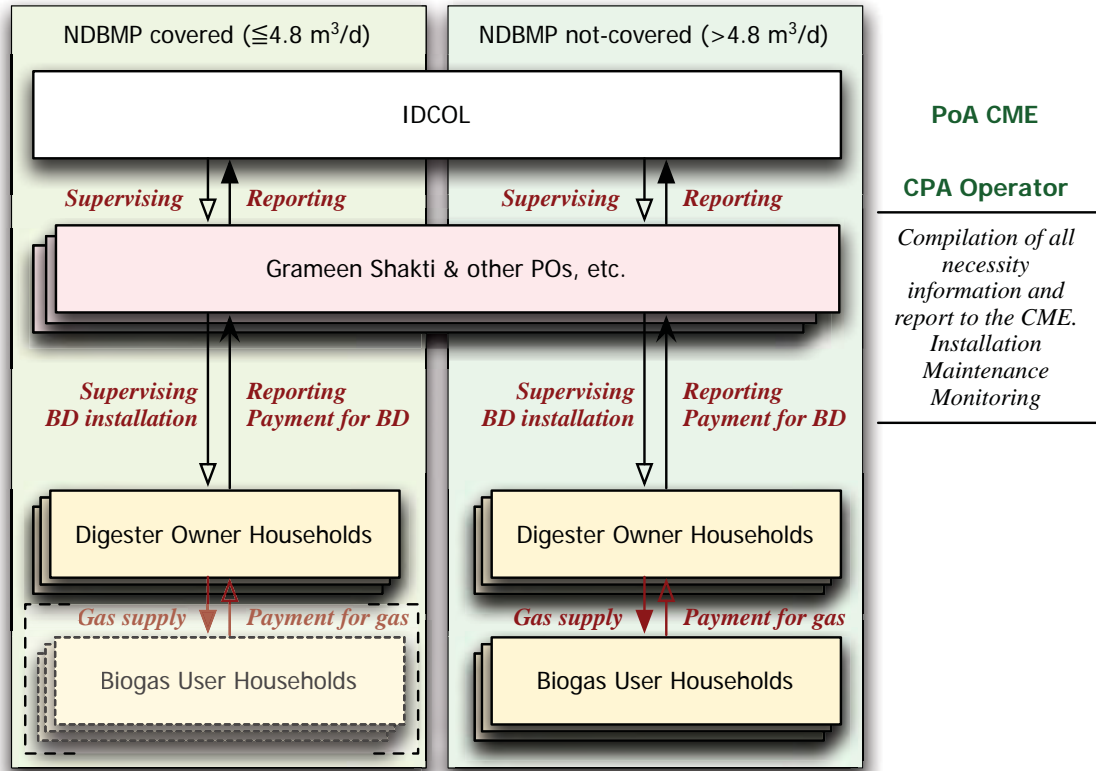 NDBMP covered (≦4.8 m³/d)
NDBMP not-covered (>4.8 m³/d)
IDCOL
PoA CME
Supervising
Reporting
Supervising
Reporting
CPA Operator
Grameen Shakti & other POs, etc.
Compilation of all
necessity
information and
report to the CME.
Installation
Maintenance
Monitoring
Supervising
BD installation
Reporting
Payment for BD
Supervising
BD installation
Reporting
Payment for BD
Digester Owner Households
Digester Owner Households
Gas supply
Payment for gas
Gas supply
Payment for gas
Biogas User Households
Biogas User Households